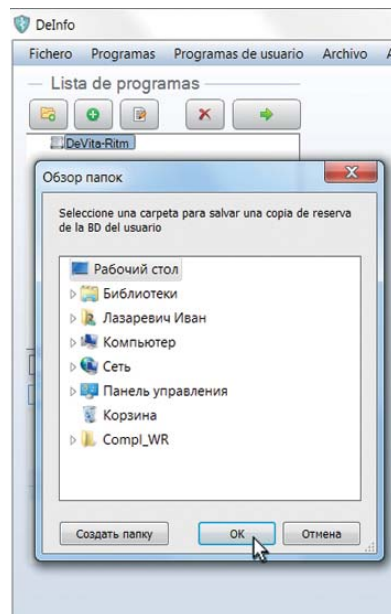 DeInfo
Fichero Programas Programas de usuario Archivo
Lista de programas
DeVita-Ritm
Обзор папок
Seleccione una carpeta para salvar una copia de reserva
de la BD del usuario
Рабочий стол
Библиотеки
Лазаревич Иван
Компьютер
Сеть
Панель управления
Корзина
Compl_WR
Создать папку ОК Отмена